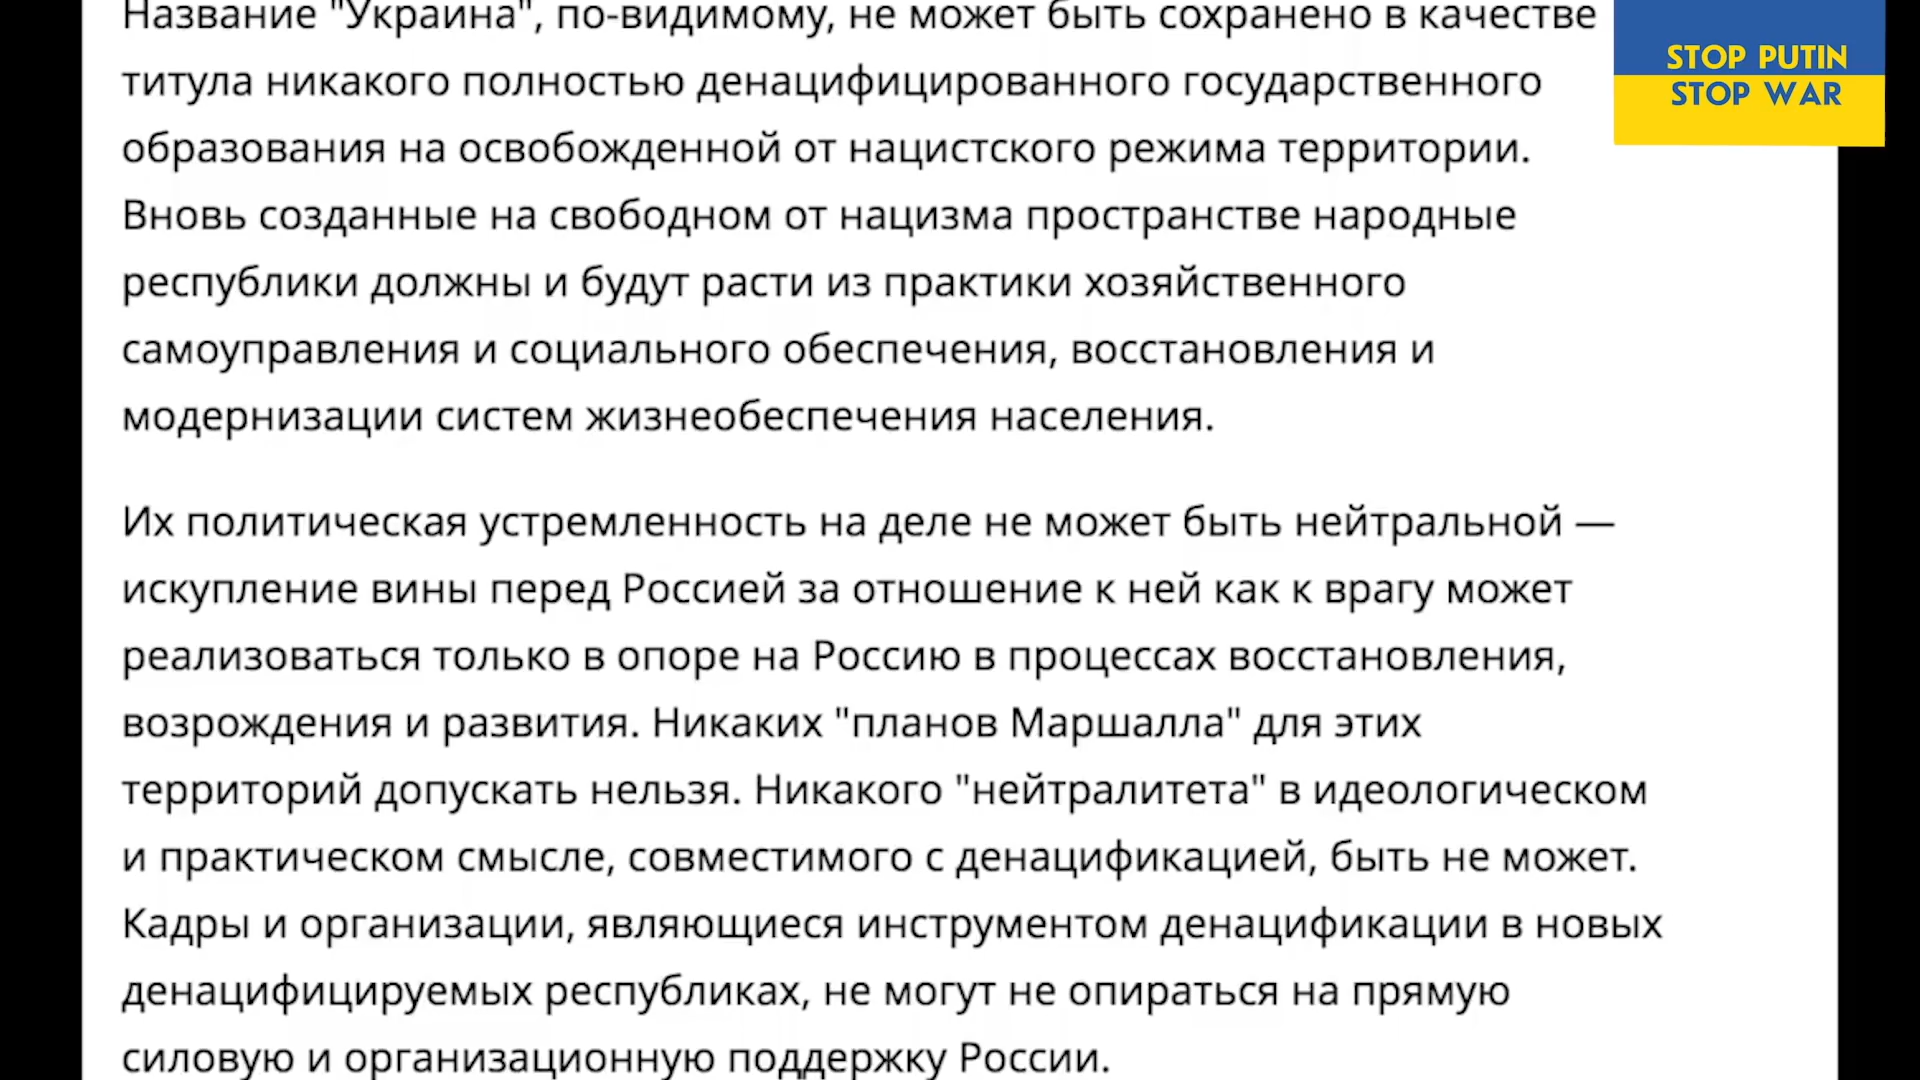 Название "Украина", по-видимому, не может быть сохранено в качестве
титула никакого полностью денацифицированного государственного
образования на освобожденной от нацистского режима территории.
Вновь созданные на свободном от нацизма пространстве народные
республики должны и будут расти из практики хозяйственного
самоуправления и социального обеспечения, восстановления и
модернизации систем жизнеобеспечения населения.
Их политическая устремленность на деле не может быть нейтральной —
искупление вины перед Россией за отношение к ней как к врагу может
реализоваться только в опоре на Россию в процессах восстановления,
возрождения и развития. Никаких "планов Маршалла" для этих
территорий допускать нельзя. Никакого "нейтралитета" в идеологическом
и практическом смысле, совместимого с денацификацией, быть не может.
Кадры и организации, являющиеся инструментом денацификации в новых
денацифицируемых республиках, не могут не опираться на прямую
силовую и организационную поддержку России.
STOP PUTIN
STOP WAR